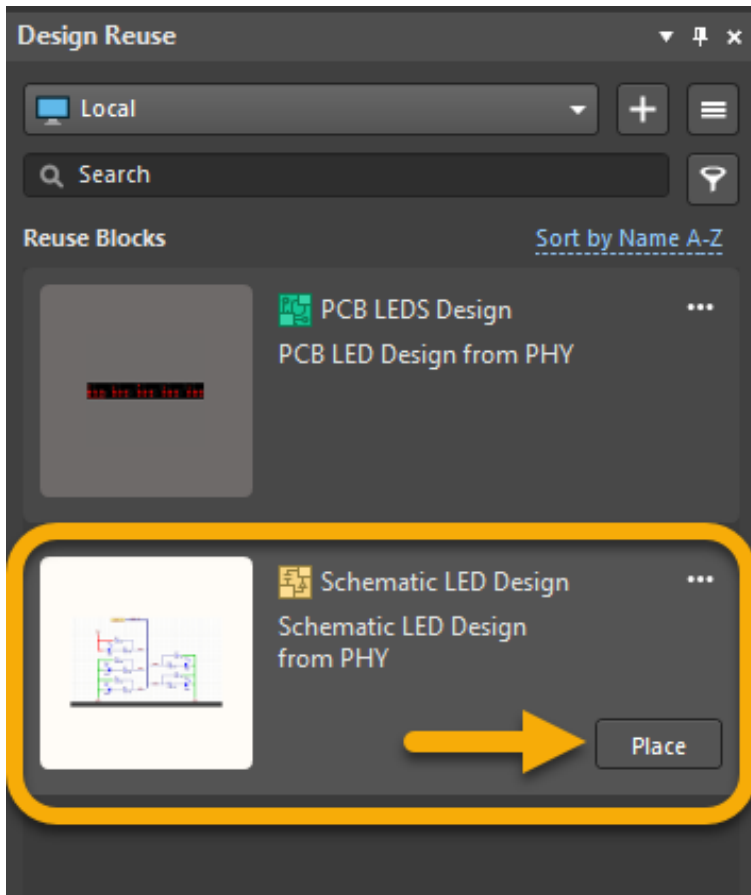 Design Reuse
Local
Search
Reuse Blocks
Sort by Name A-Z
PCB LEDS Design
PCB LED Design from PHY
Schematic LED Design
Schematic LED Design
from PHY
Place